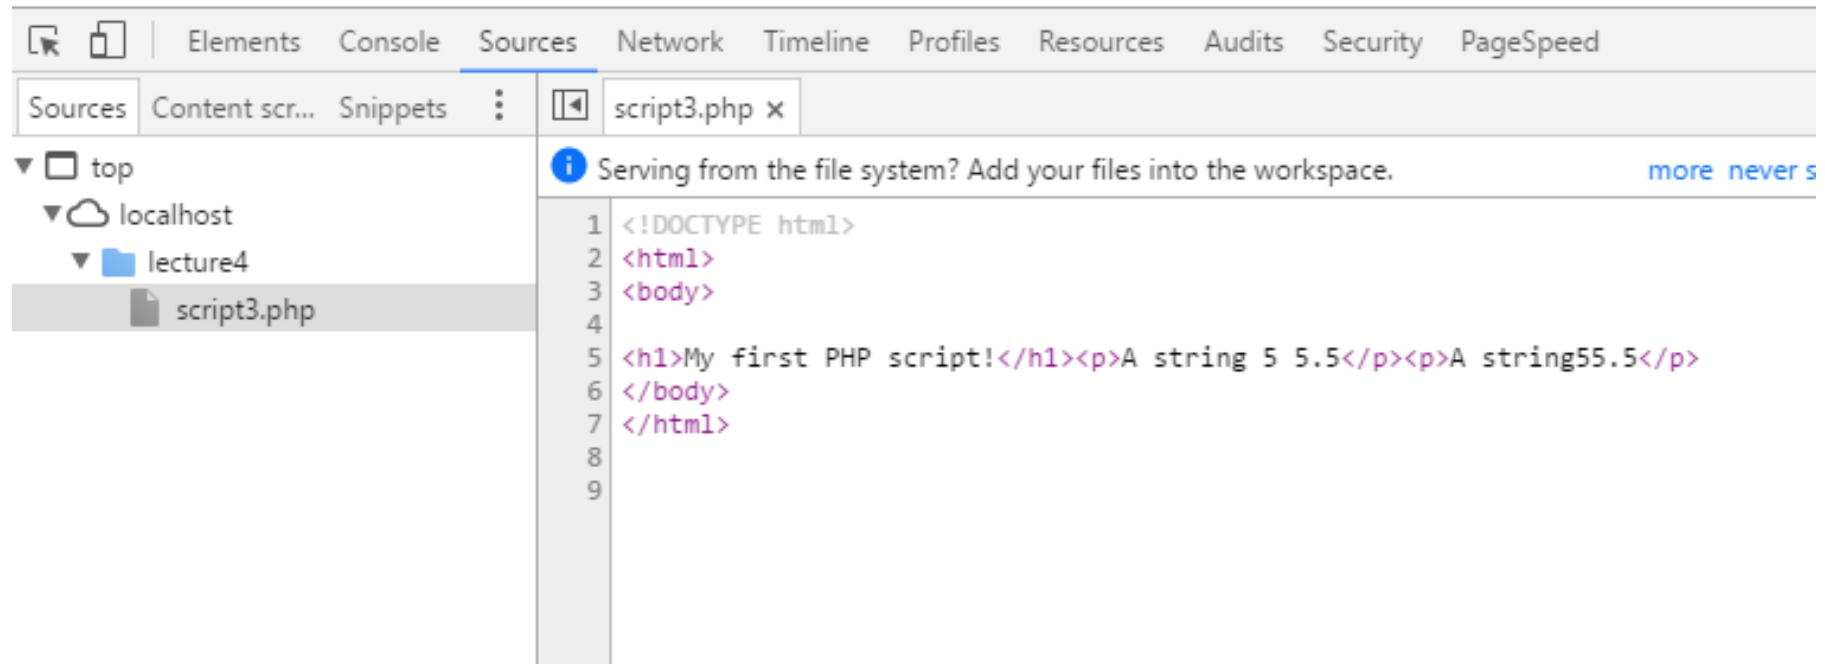 Elements Console Sources Network Timeline Profiles Resources Audits Security PageSpeed
Sources Content scr... Snippets
script3.php ×
top
localhost
lecture4
script3.php
Serving from the file system? Add your files into the workspace. more never s
1 <!DOCTYPE html>
2 <html>
3 <body>
4
5 <h1>My first PHP script!</h1><p>A string 5 5.5</p><p>A string55.5</p>
6 </body>
7 </html>
8
9